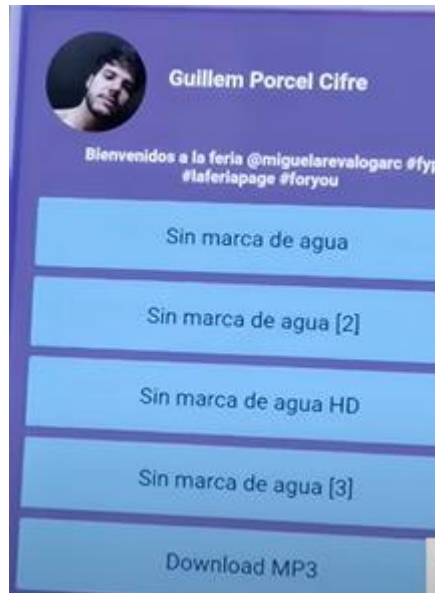 Guillem Porcel Cifre
Bienvenidos a la feria @miguelarevalogarc #fyp
#laferiapage #foryou
Sin marca de agua
Sin marca de agua [2]
Sin marca de agua HD
Sin marca de agua [3]
Download MP3